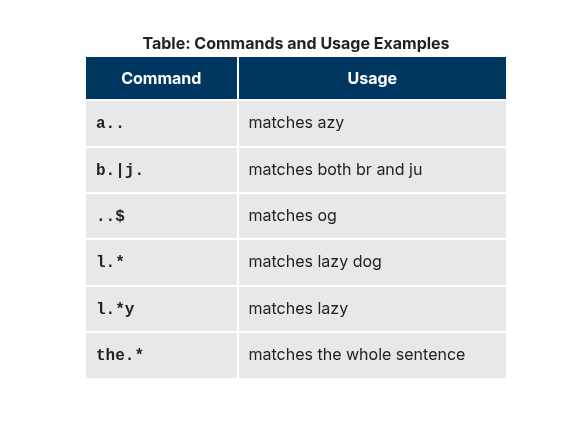 Table: Commands and Usage Examples
Command Usage
a.. matches azy
b.|j. matches both br and ju
..$ matches og
l.* matches lazy dog
l.*y matches lazy
the.* matches the whole sentence